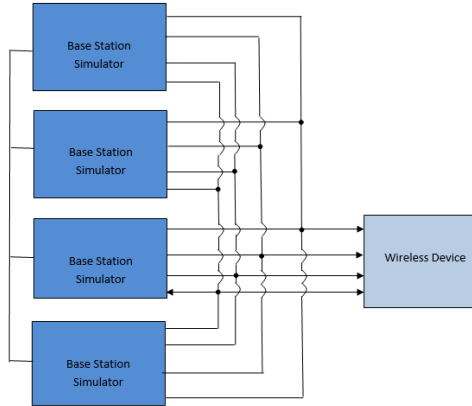 Base Station
Simulator
Base Station
Simulator
Base Station
Simulator
Wireless Device
Base Station
Simulator